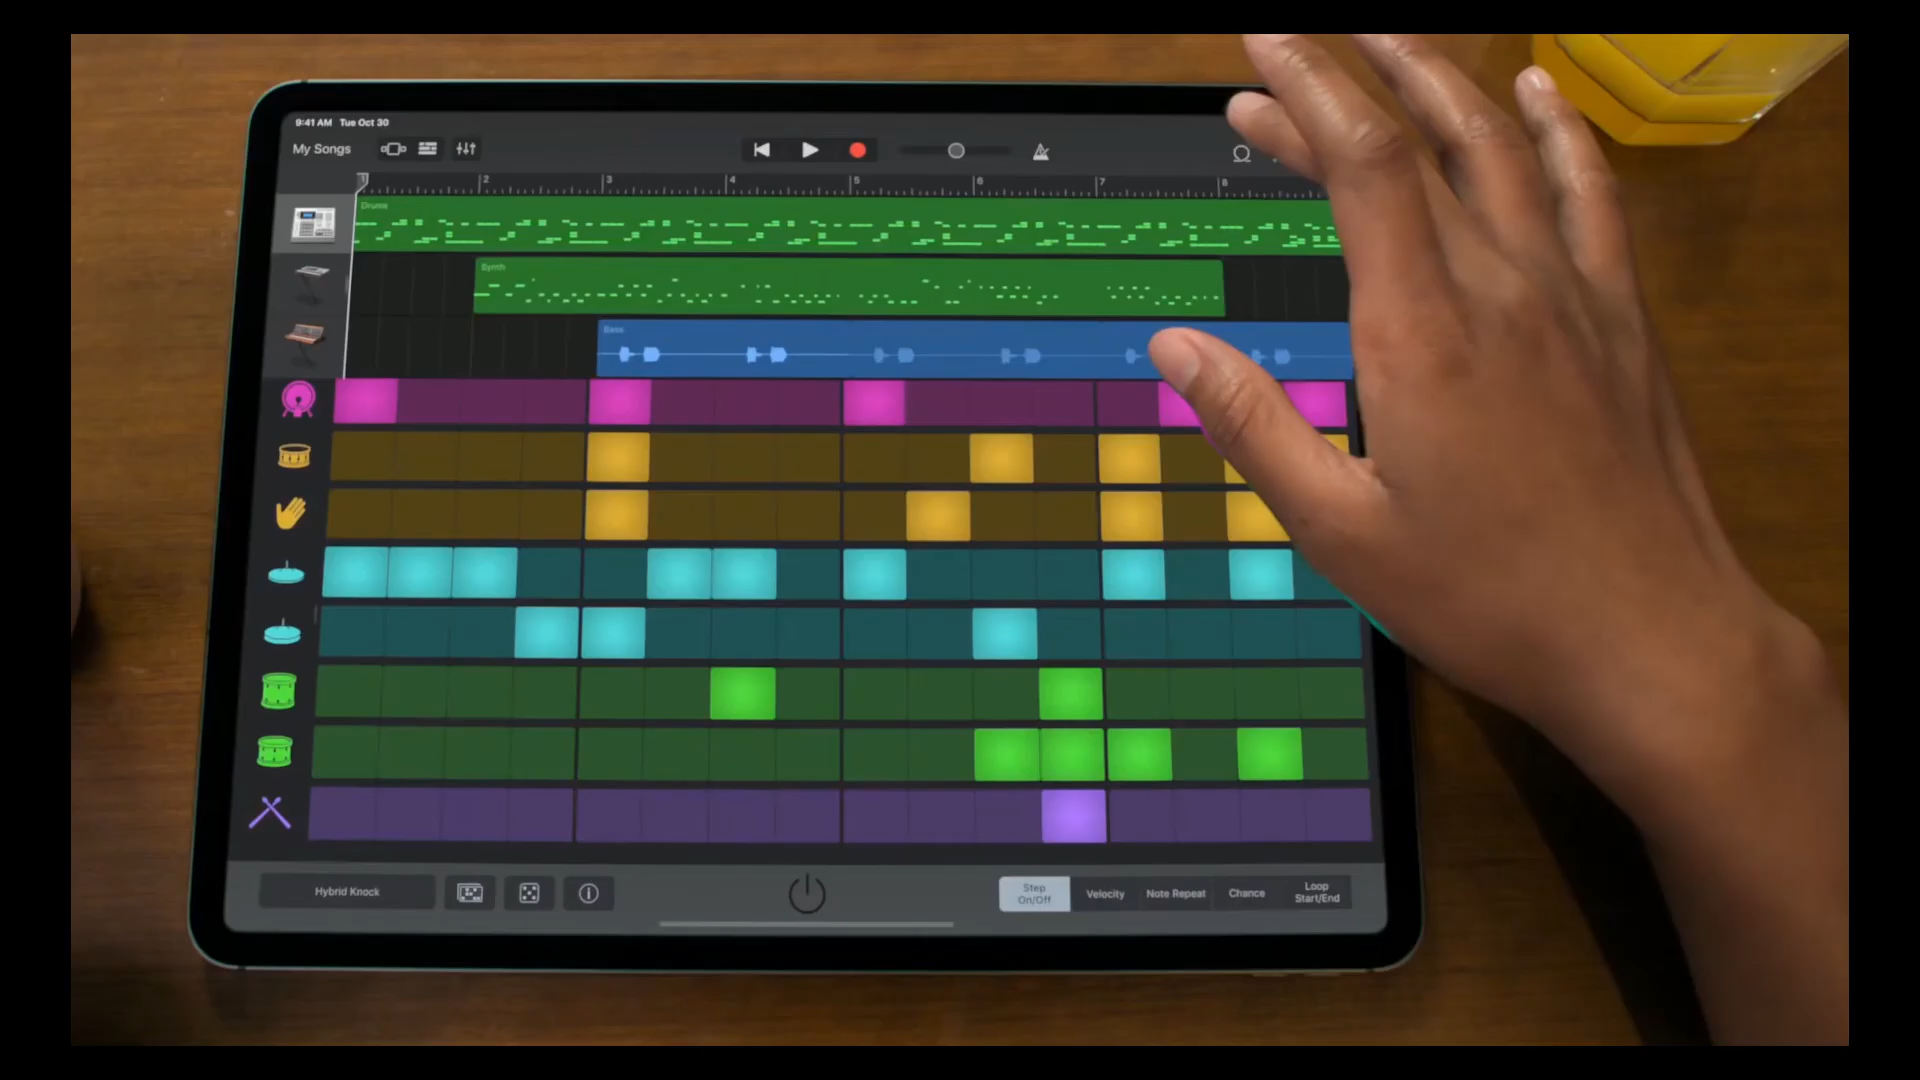 9:41 AM Tue Oct 30
My Songs
1 2 3 4 5 6 7 8
Drums
Synth
Bass
Hybrid Knock
Step On/Off
Velocity
Note Repeat
Chance
Loop Start/End